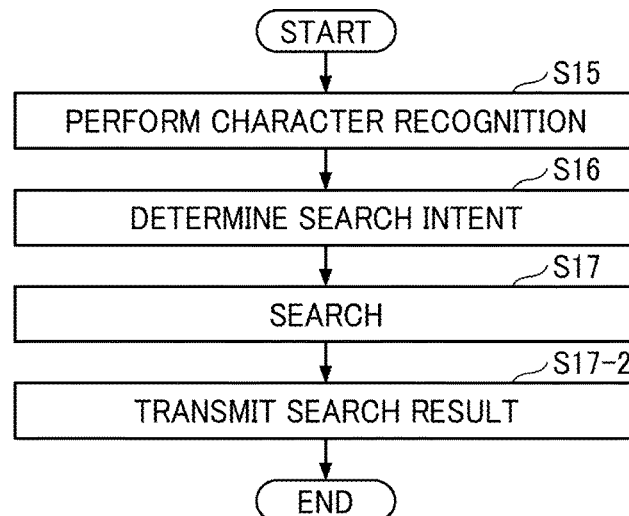 START
S15
PERFORM CHARACTER RECOGNITION
S16
DETERMINE SEARCH INTENT
S17
SEARCH
S17-2
TRANSMIT SEARCH RESULT
END